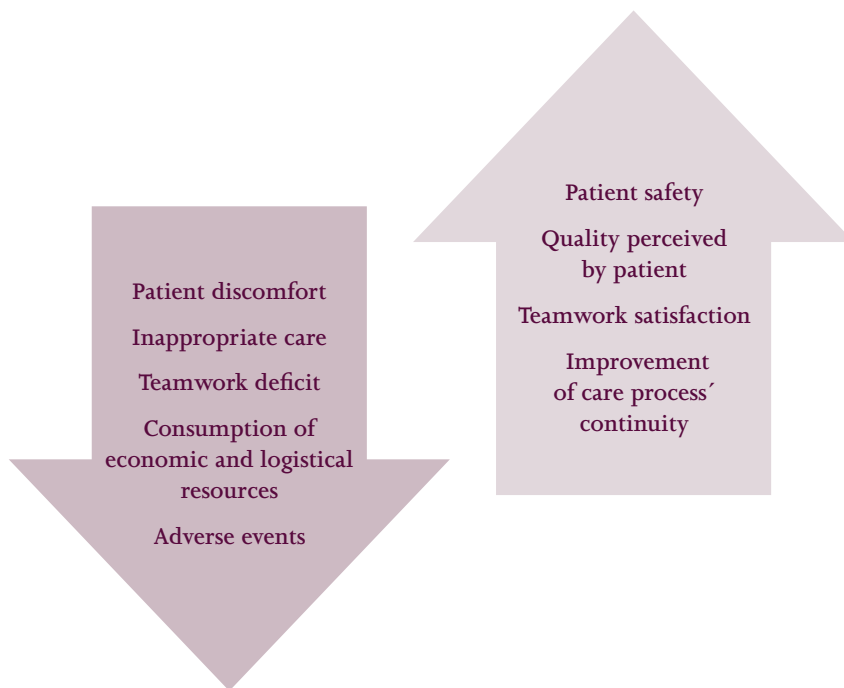 Patient discomfort
Inappropriate care
Teamwork deficit
Consumption of
economic and logistical
resources
Adverse events
Patient safety
Quality perceived
by patient
Teamwork satisfaction
Improvement
of care process´
continuity